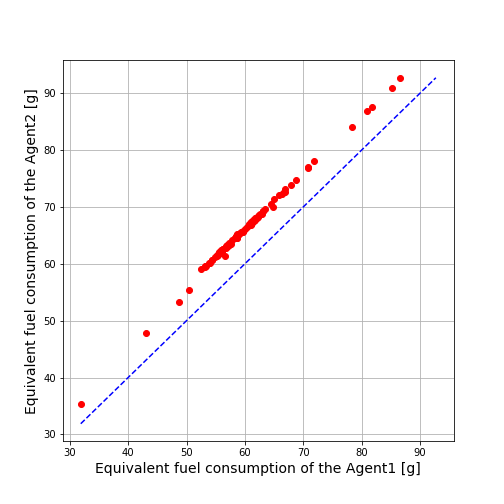 90
80
70
60
50
40
30
Equivalent fuel consumption of the Agent2 [g]
30 40 50 60 70 80 90
Equivalent fuel consumption of the Agent1 [g]